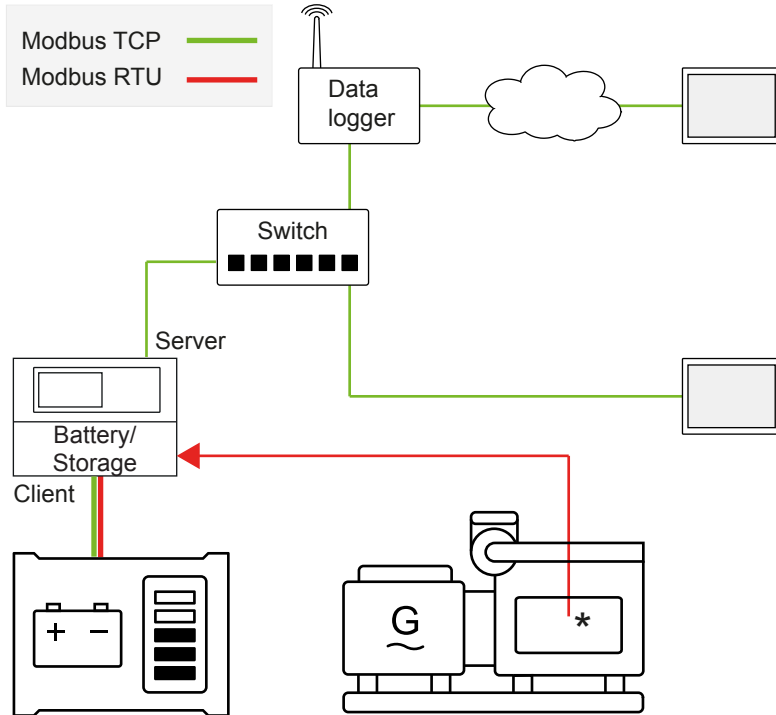 Modbus TCP
Modbus RTU
Data
logger
Switch
Server
Battery/
Storage
Client
+ −
G
*